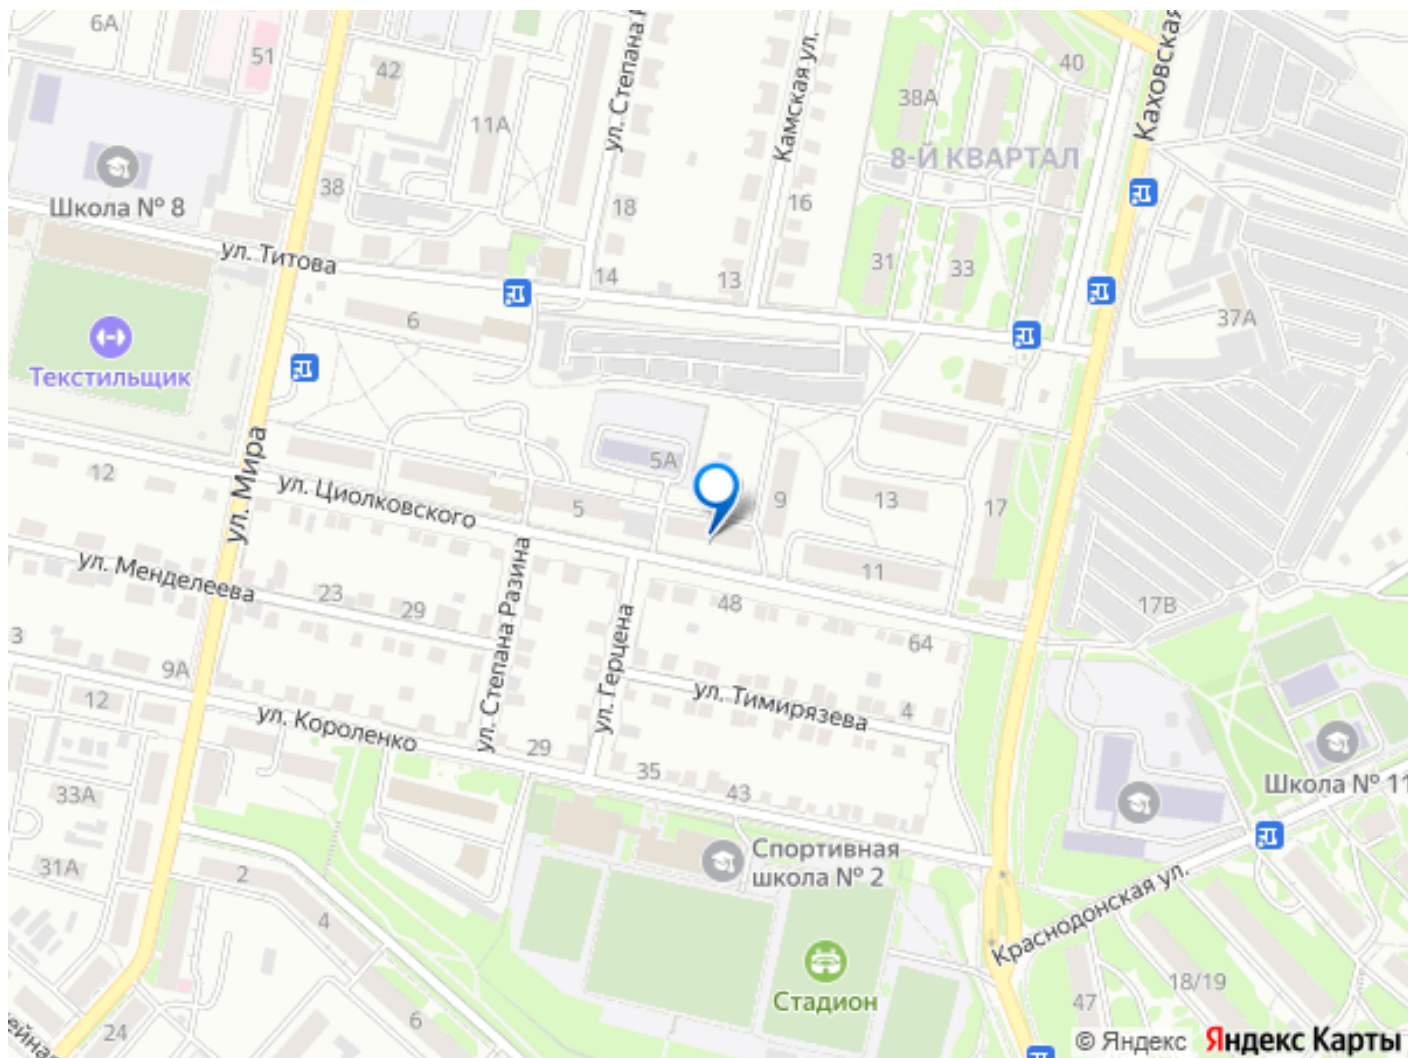 6А
51
42
ул. Степана
Камская ул.
Каховская
40
38А
11А
8-Й КВАРТАЛ
Школа № 8
38
18
16
ул. Титова
31
33
14
13
37А
6
Текстильщик
ул. Мира
12
ул. Циолковского
5А
5
9
13
17
ул. Менделеева
23
29
ул. Степана Разина
ул. Герцена
11
48
64
17В
3
9А
12
ул. Короленко
29
ул. Тимирязева
4
35
43
Школа № 11
33А
31А
2
4
Спортивная
школа № 2
Краснодонская ул.
Стадион
18/19
47
24
6
© Яндекс Яндекс Карты